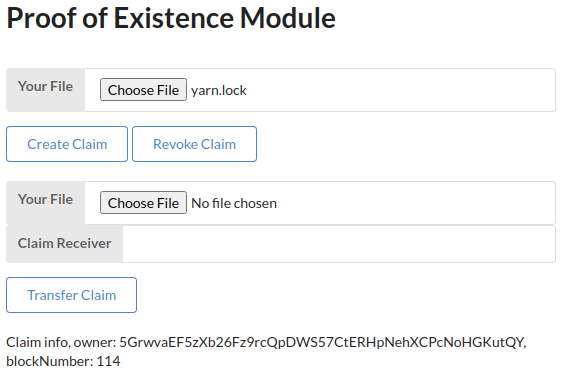 Proof of Existence Module
Your File Choose File yarn.lock
Create Claim Revoke Claim
Your File Choose File No file chosen
Claim Receiver
Transfer Claim
Claim info, owner: 5GrwvaEF5zXb26Fz9rcQpDWS57CtERHpNehXCPcNoHGKutQY,
blockNumber: 114